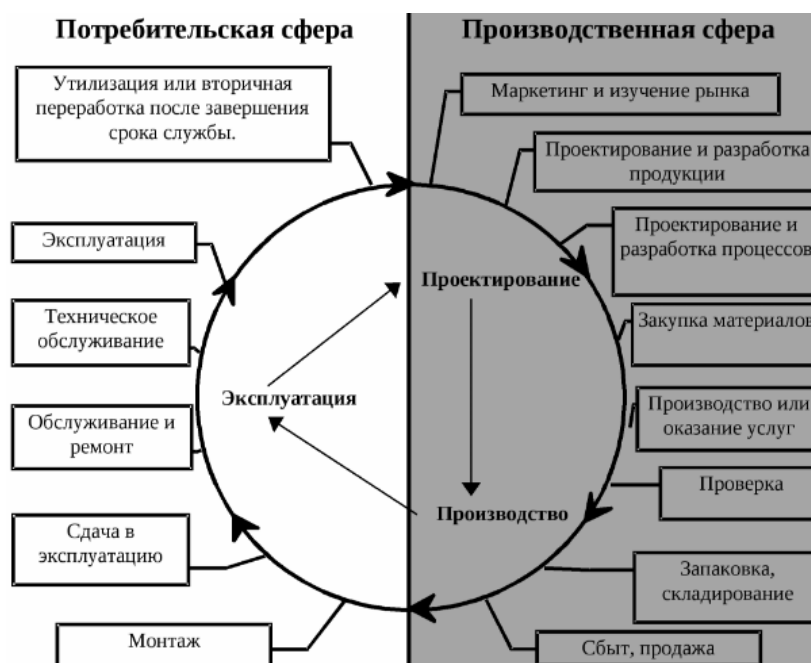 Потребительская сфера
Производственная сфера
Утилизация или вторичная
переработка после завершения
срока службы.
Маркетинг и изучение рынка
Проектирование и разработка
продукции
Эксплуатация
Проектирование и
разработка процессов
Проектирование
Техническое
обслуживание
Закупка материалов
Эксплуатация
Обслуживание и
ремонт
Производство или
оказание услуг
Проверка
Производство
Сдача в
эксплуатацию
Запаковка,
складирование
Монтаж
Сбыт, продажа